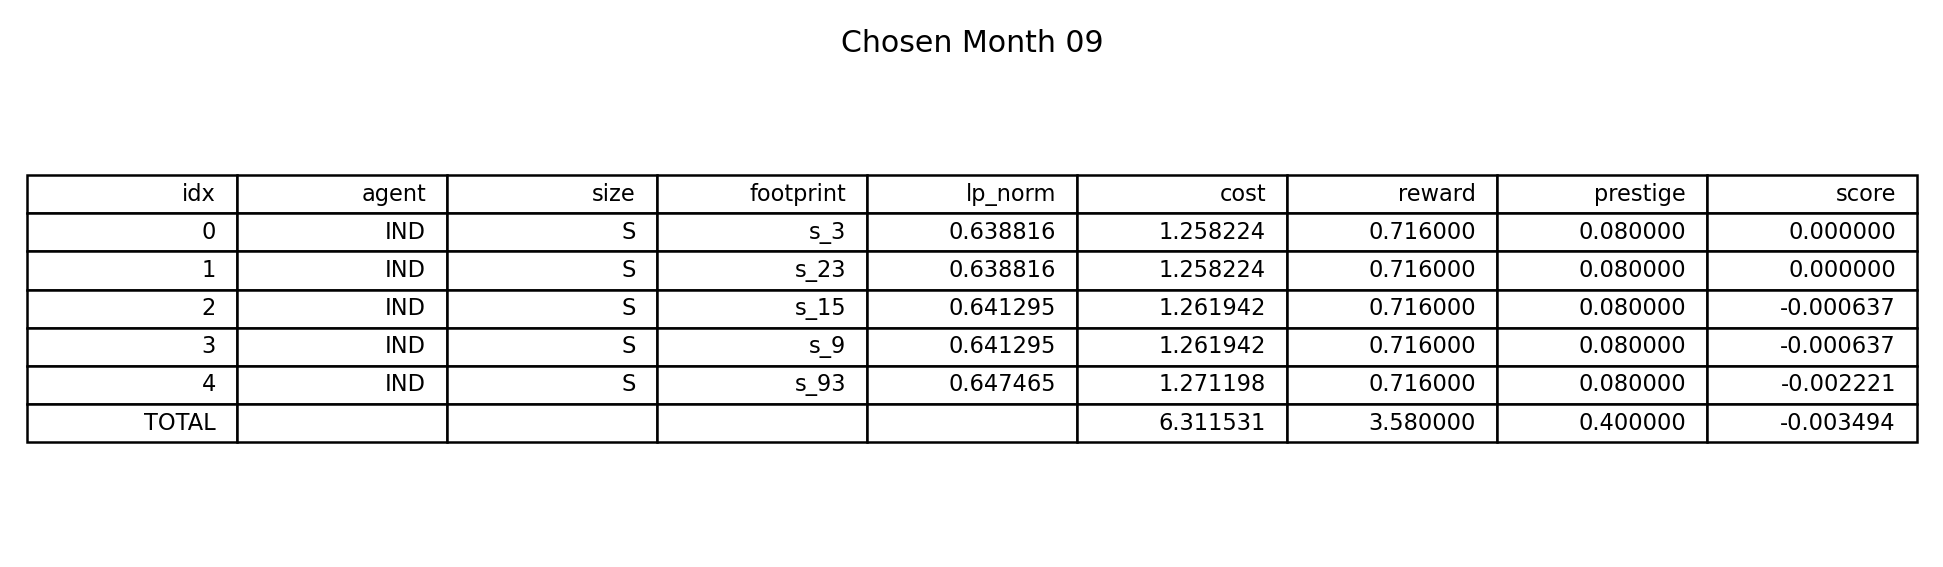 Chosen Month 09
idx agent size footprint lp_norm cost reward prestige score
0 IND S s_3 0.638816 1.258224 0.716000 0.080000 0.000000
1 IND S s_23 0.638816 1.258224 0.716000 0.080000 0.000000
2 IND S s_15 0.641295 1.261942 0.716000 0.080000 -0.000637
3 IND S s_9 0.641295 1.261942 0.716000 0.080000 -0.000637
4 IND S s_93 0.647465 1.271198 0.716000 0.080000 -0.002221
TOTAL 6.311531 3.580000 0.400000 -0.003494